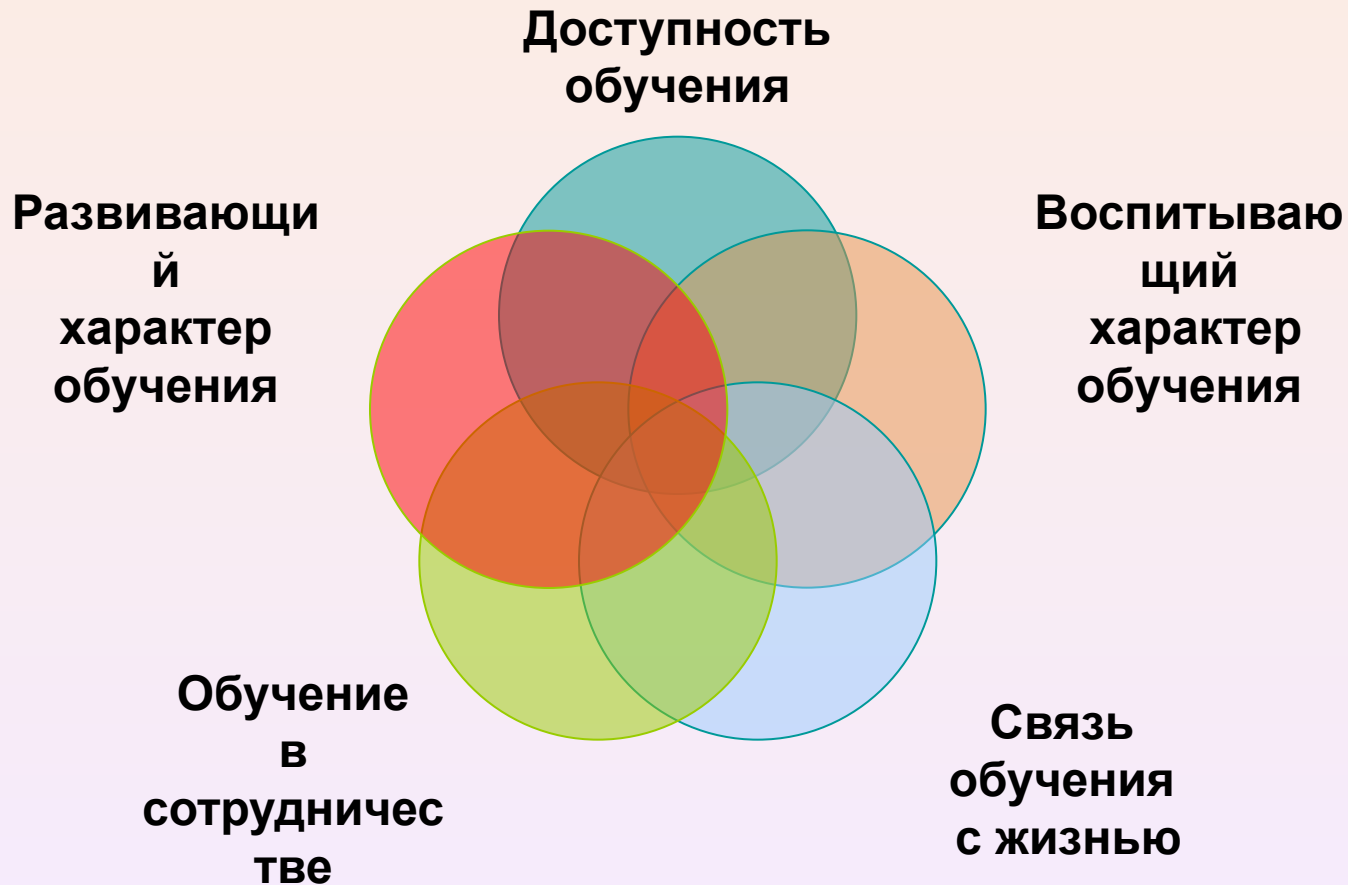 Доступность
обучения
Развивающи
й
характер
обучения
Воспитываю
щий
характер
обучения
Обучение
в
сотрудничес
тве
Связь
обучения
с жизнью